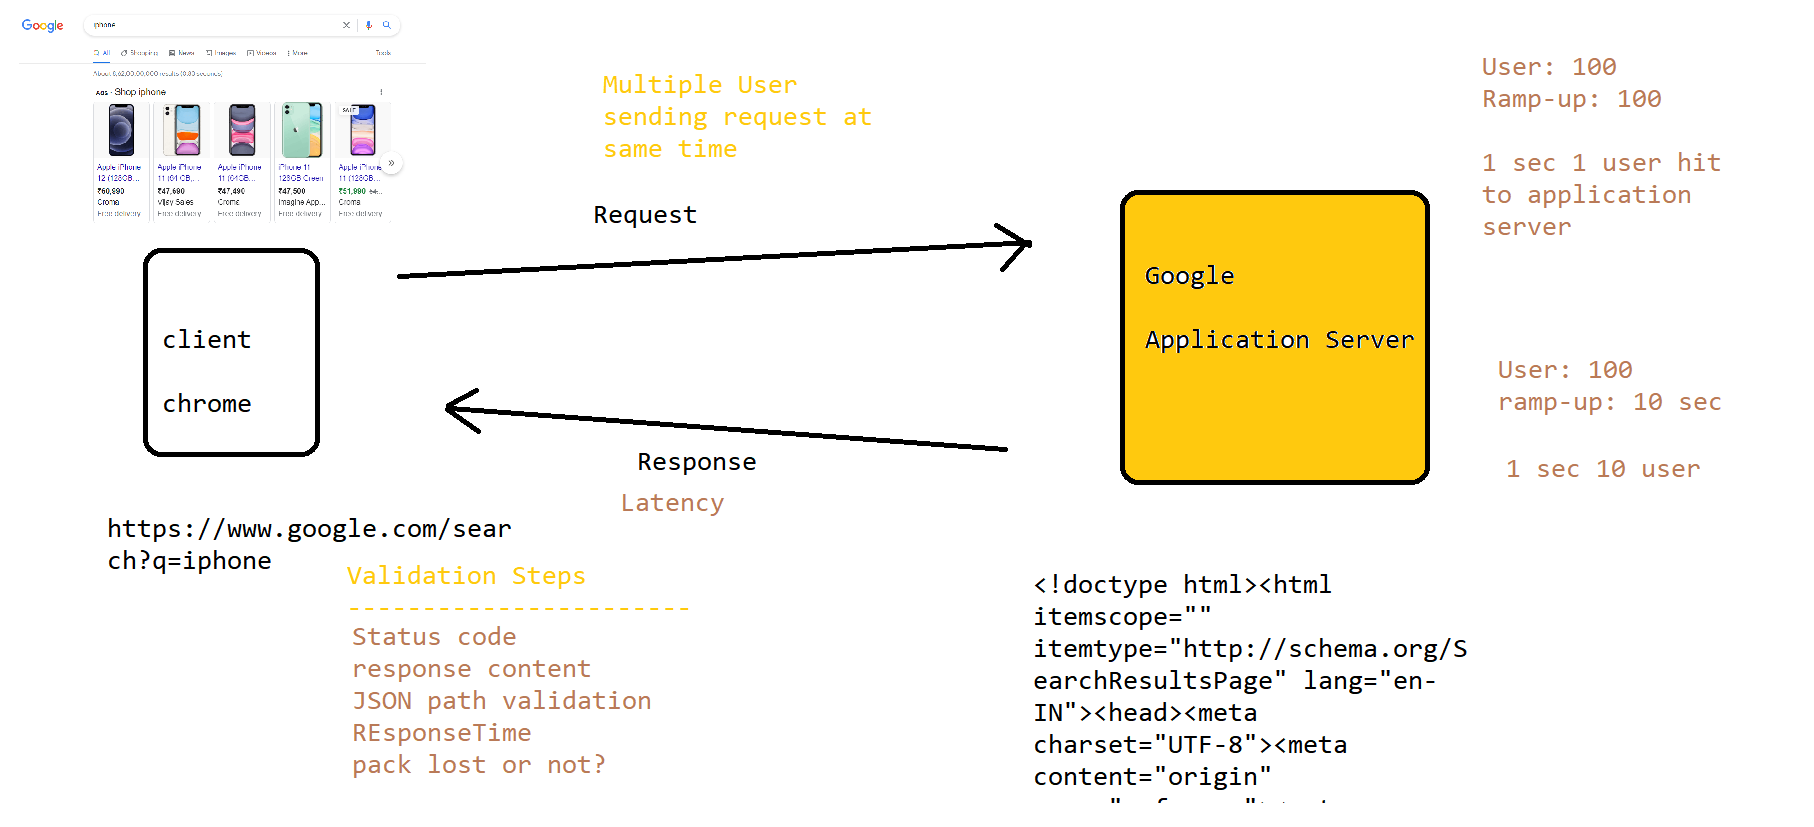 Google
iphone
All Shopping News Images Videos More Tools
About 8,62,00,00,000 results (0.80 seconds)
Ads · Shop iphone
SALE
Apple iPhone
12 (128GB...
₹60,990
Croma
Free delivery
Apple iPhone
11 (64 GB,...
₹47,690
Vijay Sales
Free delivery
Apple iPhone
11 (64GB...
₹47,490
Croma
Free delivery
iPhone 11
128GB Green
₹47,500
Imagine App...
Free delivery
Apple iPhone
11 (128GB...
₹51,990
Croma
Free delivery
Multiple User
sending request at
same time
Request
client
chrome
Google
Application Server
Response
Latency
https://www.google.com/sear
ch?q=iphone
Validation Steps
-----------------------
Status code
response content
JSON path validation
REsponseTime
pack lost or not?
User: 100
Ramp-up: 100
1 sec 1 user hit
to application
server
User: 100
ramp-up: 10 sec
1 sec 10 user
<!doctype html><html
itemscope=""
itemtype="http://schema.org/S
earchResultsPage" lang="en-
IN"><head><meta
charset="UTF-8"><meta
content="origin"